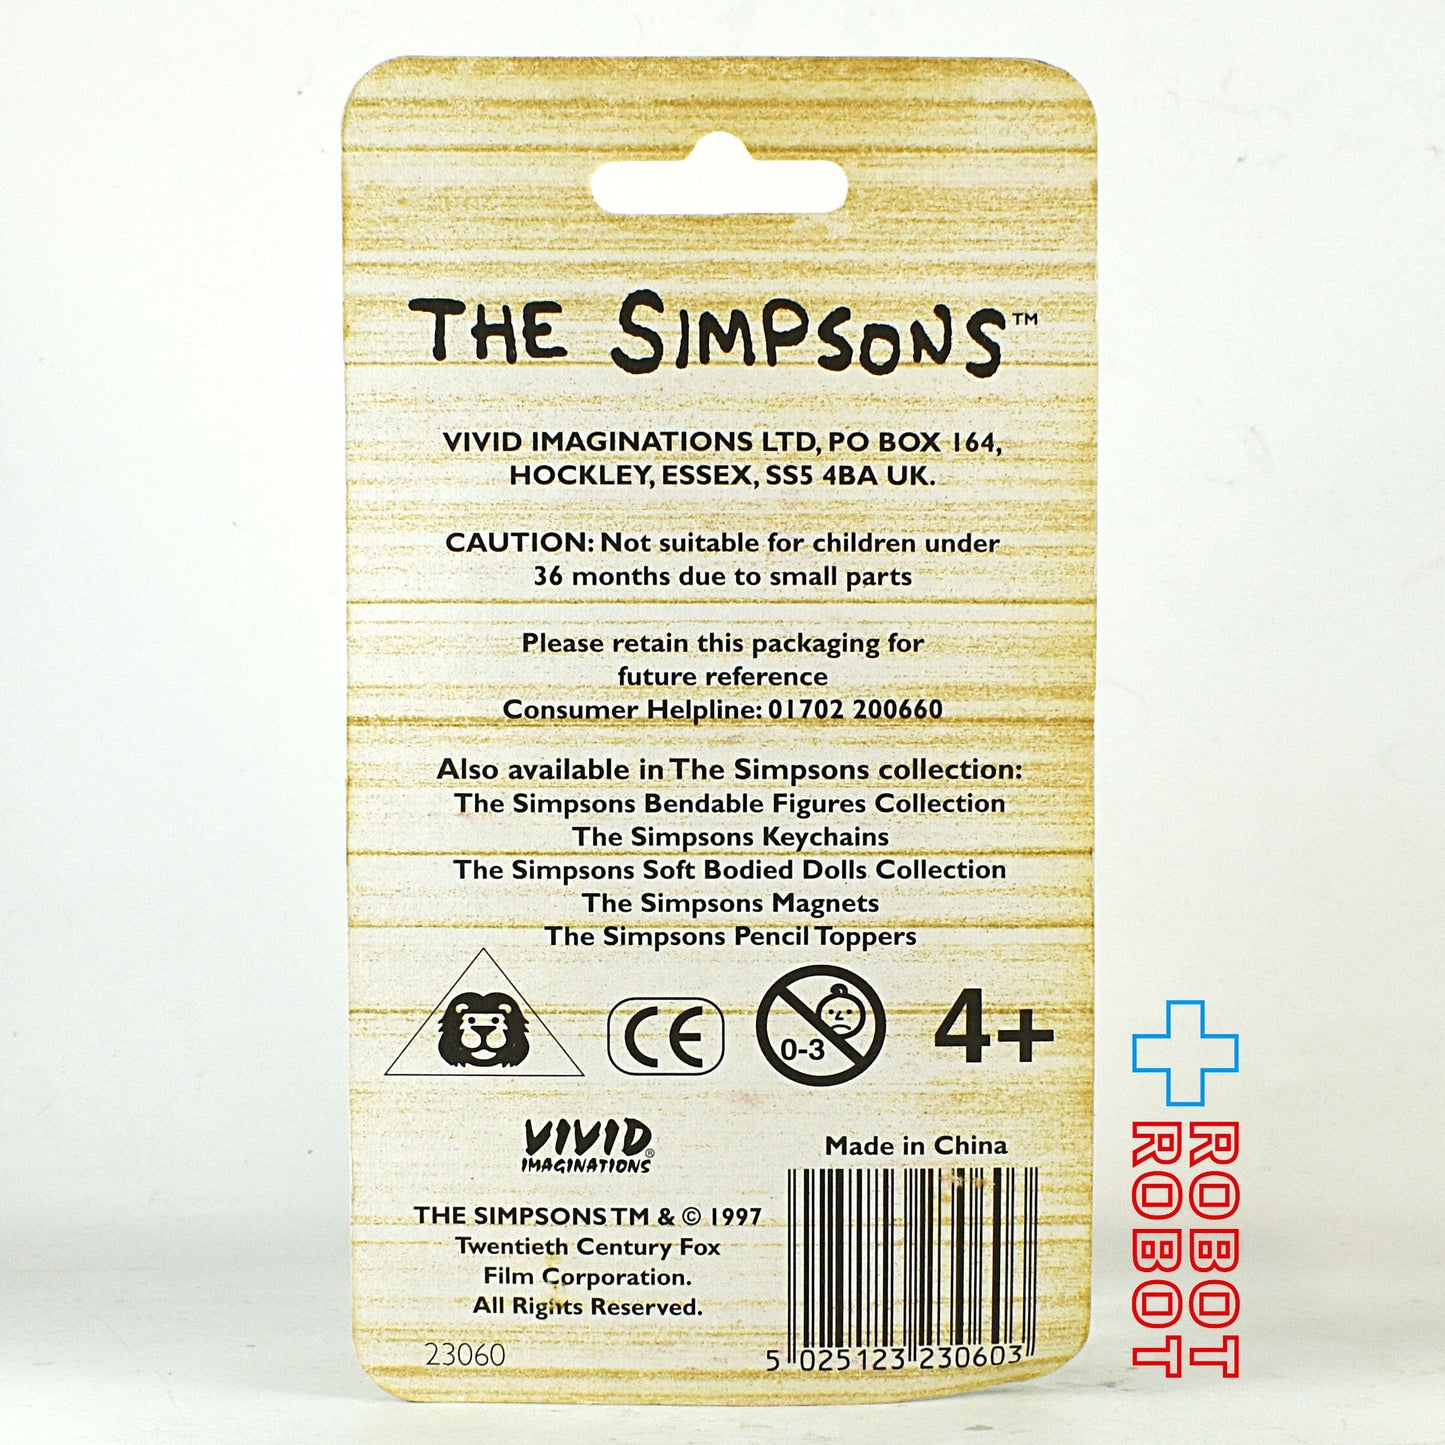 THE SIMPSONS™
VIVID IMAGINATIONS LTD, PO BOX 164,
HOCKLEY, ESSEX, SS5 4BA UK.
CAUTION: Not suitable for children under
36 months due to small parts
Please retain this packaging for
future reference
Consumer Helpline: 01702 200660
Also available in The Simpsons collection:
The Simpsons Bendable Figures Collection
The Simpsons Keychains
The Simpsons Soft Bodied Dolls Collection
The Simpsons Magnets
The Simpsons Pencil Toppers
CE
0-3
4+
VIVID
IMAGINATIONS®
THE SIMPSONS TM & © 1997
Twentieth Century Fox
Film Corporation.
All Rights Reserved.
23060
Made in China
5 025123 230603
ROBOT
ROBOT